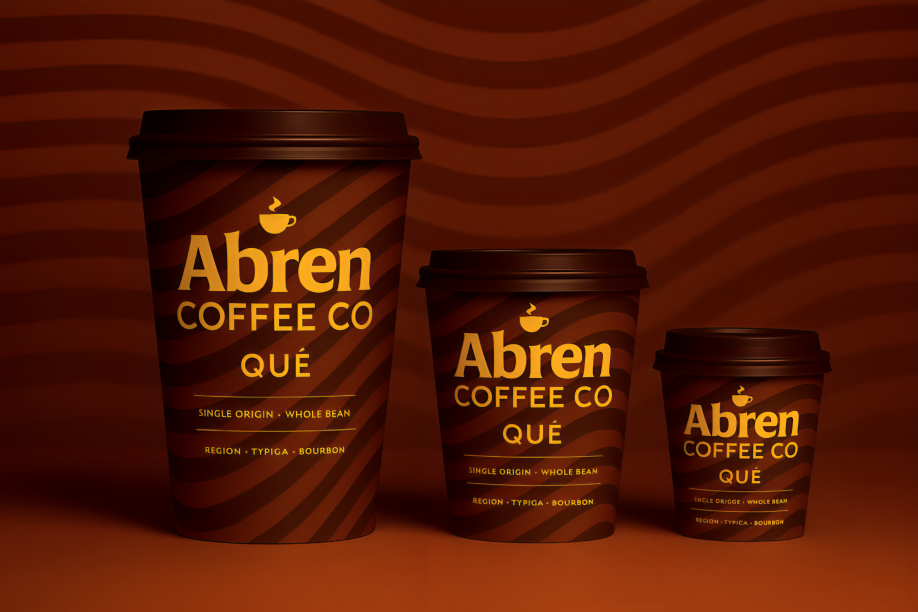 Abren
COFFEE CO
QUÉ
SINGLE ORIGIN · WHOLE BEAN
REGION · TYPIGA · BOURBON
Abren
COFFEE CO
QUÉ
SINGLE ORIGIN · WHOLE BEAN
REGION · TYPIGA · BOURBON
Abren
COFFEE CO
QUÉ
SNCLE ORIGGE · WHOLE BEAN
REGION · TYPICA · BOURBON